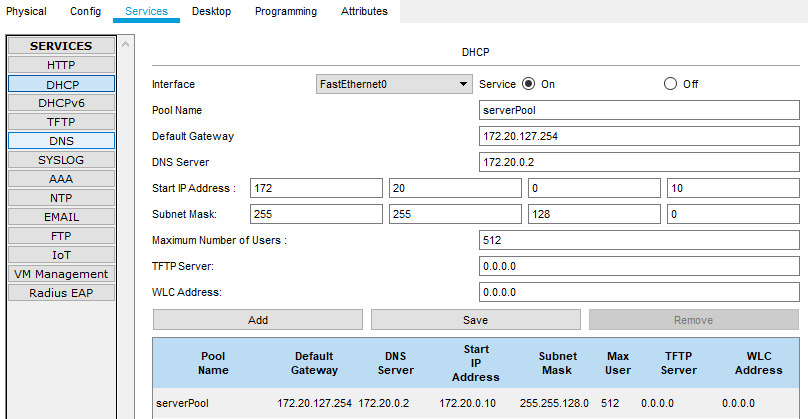 Physical Config Services Desktop Programming Attributes
SERVICES
HTTP
DHCP
DHCPv6
TFTP
DNS
SYSLOG
AAA
NTP
EMAIL
FTP
IoT
VM Management
Radius EAP
DHCP
Interface FastEthernet0 Service On Off
Pool Name serverPool
Default Gateway 172.20.127.254
DNS Server 172.20.0.2
Start IP Address : 172 20 0 10
Subnet Mask: 255 255 128 0
Maximum Number of Users : 512
TFTP Server: 0.0.0.0
WLC Address: 0.0.0.0
Add Save Remove
Pool Name Default Gateway DNS Server Start IP Address Subnet Mask Max User TFTP Server WLC Address
serverPool 172.20.127.254 172.20.0.2 172.20.0.10 255.255.128.0 512 0.0.0.0 0.0.0.0